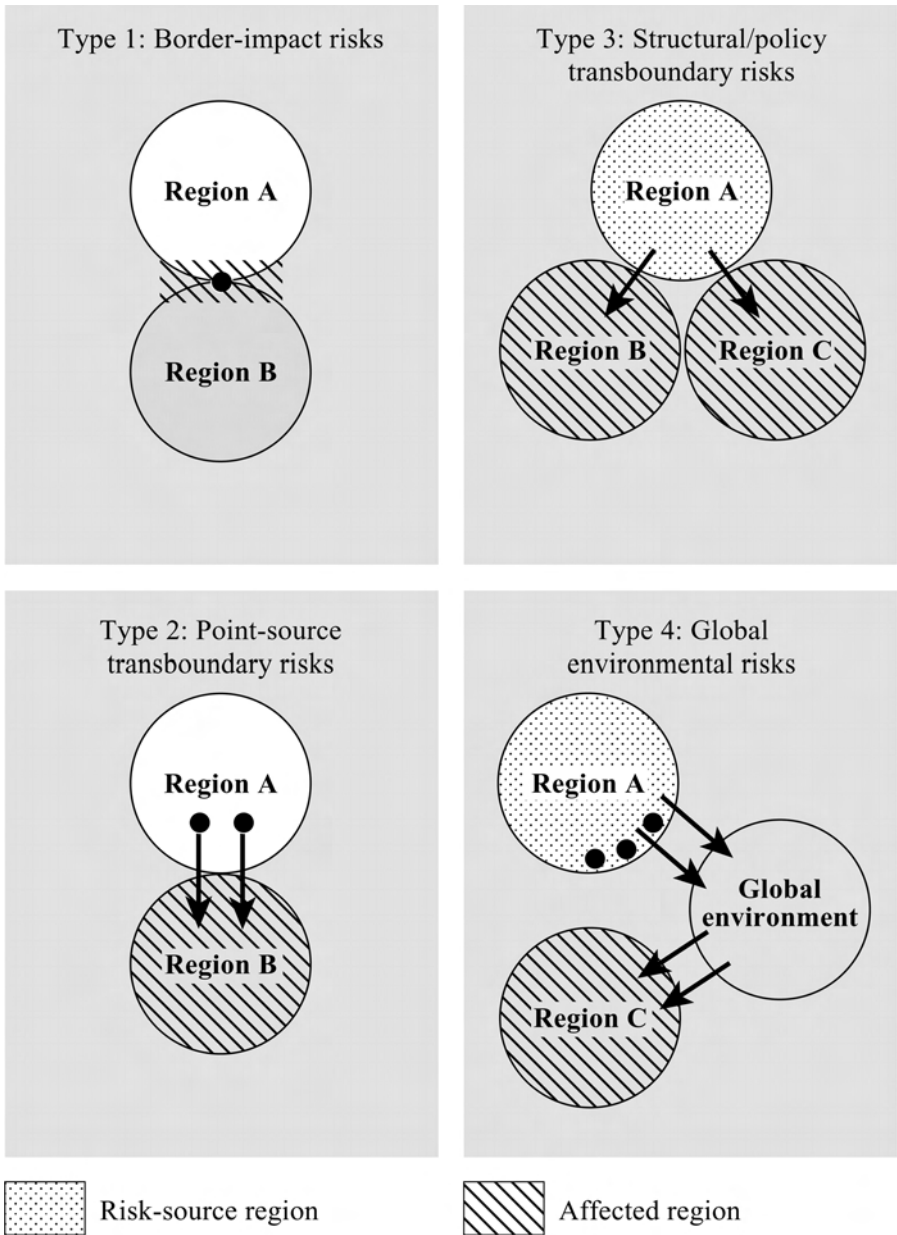 Type 1: Border-impact risks
Region A
Region B
Type 3: Structural/policy
transboundary risks
Region A
Region B
Region C
Type 2: Point-source
transboundary risks
Region A
Region B
Type 4: Global
environmental risks
Region A
Global
environment
Region C
Risk-source region
Affected region